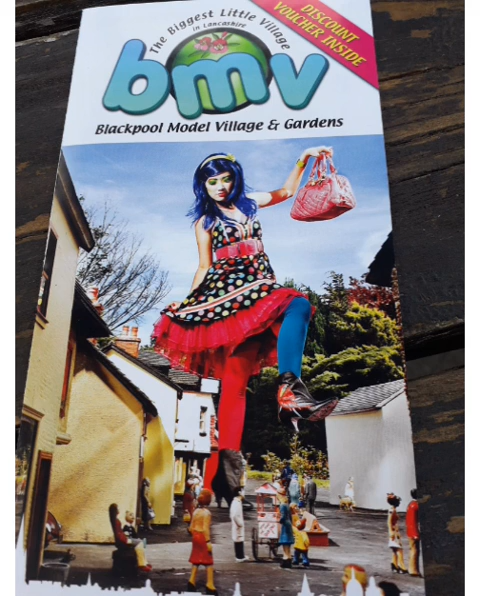 The Biggest Little Village
in Lancashire
DISCOUNT
VOUCHER INSIDE
bmv
Blackpool Model Village & Gardens